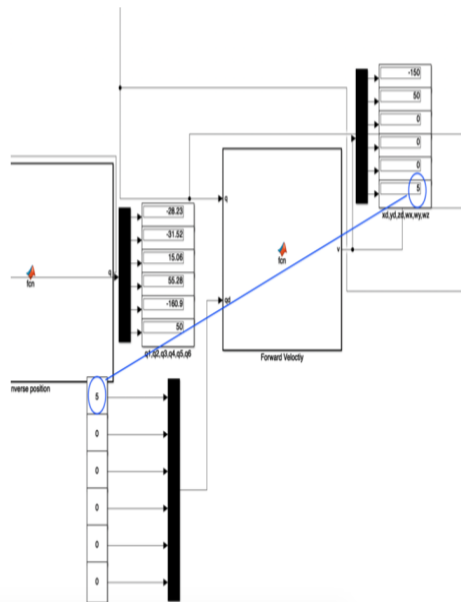 -150
50
0
0
0
5
xd,yd,zd,wx,wy,wz
q
fcn
qd
v
Forward Veloctiy
fcn
q
-28.23
-31.52
15.06
55.28
-160.9
50
q1,q2,q3,q4,q5,q6
nverse position
5
0
0
0
0
0